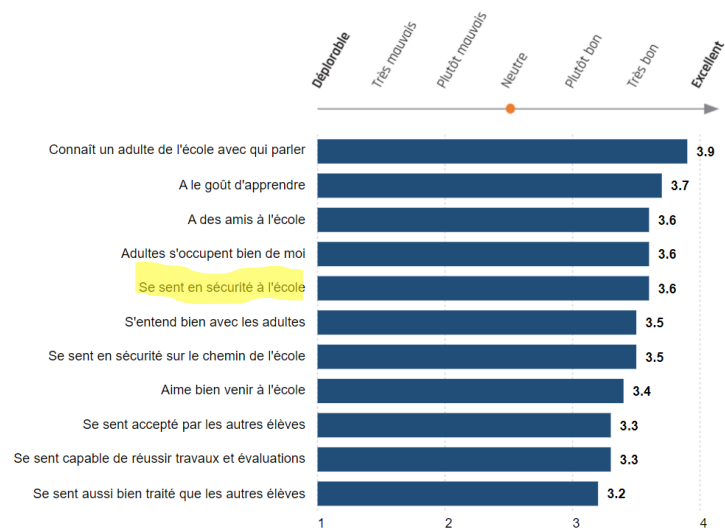 Déplorable
Très mauvais
Plutôt mauvais
Neutre
Plutôt bon
Très bon
Excellent
Connaît un adulte de l'école avec qui parler 3.9
A le goût d'apprendre 3.7
A des amis à l'école 3.6
Adultes s'occupent bien de moi 3.6
Se sent en sécurité à l'école 3.6
S'entend bien avec les adultes 3.5
Se sent en sécurité sur le chemin de l'école 3.5
Aime bien venir à l'école 3.4
Se sent accepté par les autres élèves 3.3
Se sent capable de réussir travaux et évaluations 3.3
Se sent aussi bien traité que les autres élèves 3.2
1 2 3 4